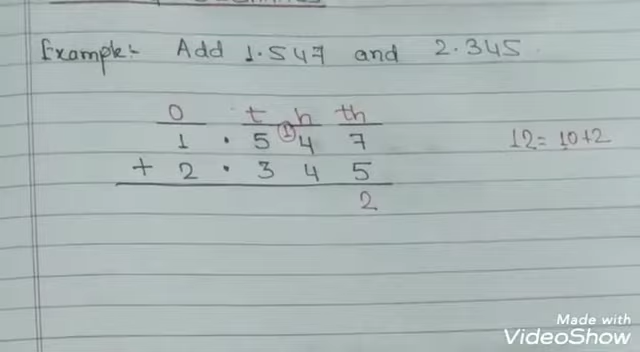 Example:- Add 1.547 and 2.345
O t h th
1 . 5 ① 4 7
12 = 10+2
+ 2 . 3 4 5
2
Made with
VideoShow